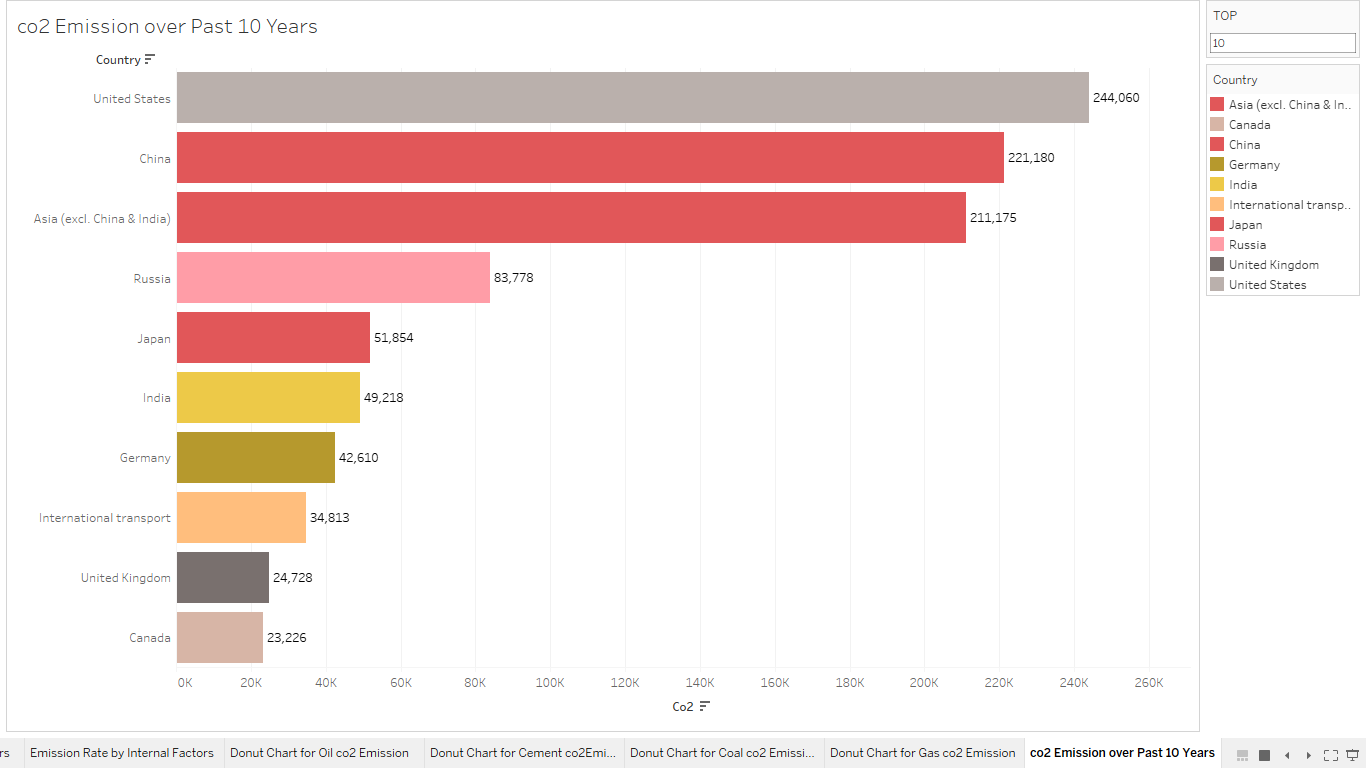 co2 Emission over Past 10 Years
Country
United States
244,060
China
221,180
Asia (excl. China & India)
211,175
Russia
83,778
Japan
51,854
India
49,218
Germany
42,610
International transport
34,813
United Kingdom
24,728
Canada
23,226
0K 20K 40K 60K 80K 100K 120K 140K 160K 180K 200K 220K 240K 260K
Co2
TOP
10
Country
Asia (excl. China & In..
Canada
China
Germany
India
International transp..
Japan
Russia
United Kingdom
United States
rs Emission Rate by Internal Factors Donut Chart for Oil co2 Emission Donut Chart for Cement co2Emi... Donut Chart for Coal co2 Emissi... Donut Chart for Gas co2 Emission co2 Emission over Past 10 Years